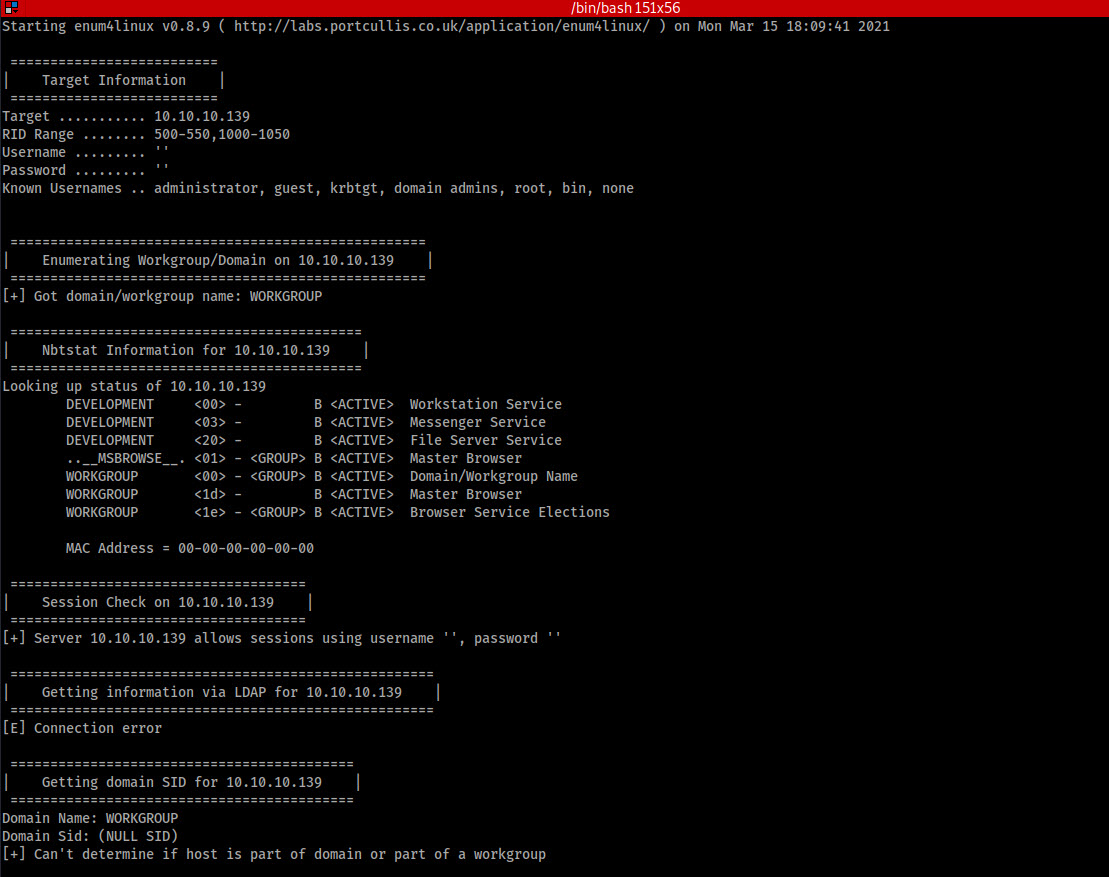 /bin/bash 151x56
Starting enum4linux v0.8.9 ( http://labs.portcullis.co.uk/application/enum4linux/ ) on Mon Mar 15 18:09:41 2021

 ==========================
|    Target Information    |
 ==========================
Target ........... 10.10.10.139
RID Range ........ 500-550,1000-1050
Username ......... ''
Password ......... ''
Known Usernames .. administrator, guest, krbtgt, domain admins, root, bin, none


 ====================================================
|    Enumerating Workgroup/Domain on 10.10.10.139    |
 ====================================================
[+] Got domain/workgroup name: WORKGROUP

 ============================================
|    Nbtstat Information for 10.10.10.139    |
 ============================================
Looking up status of 10.10.10.139
        DEVELOPMENT     <00> -         B <ACTIVE>  Workstation Service
        DEVELOPMENT     <03> -         B <ACTIVE>  Messenger Service
        DEVELOPMENT     <20> -         B <ACTIVE>  File Server Service
        ..__MSBROWSE__. <01> - <GROUP> B <ACTIVE>  Master Browser
        WORKGROUP       <00> - <GROUP> B <ACTIVE>  Domain/Workgroup Name
        WORKGROUP       <1d> -         B <ACTIVE>  Master Browser
        WORKGROUP       <1e> - <GROUP> B <ACTIVE>  Browser Service Elections

        MAC Address = 00-00-00-00-00-00

 =====================================
|    Session Check on 10.10.10.139    |
 =====================================
[+] Server 10.10.10.139 allows sessions using username '', password ''

 =====================================================
|    Getting information via LDAP for 10.10.10.139    |
 =====================================================
[E] Connection error

 ===========================================
|    Getting domain SID for 10.10.10.139    |
 ===========================================
Domain Name: WORKGROUP
Domain Sid: (NULL SID)
[+] Can't determine if host is part of domain or part of a workgroup